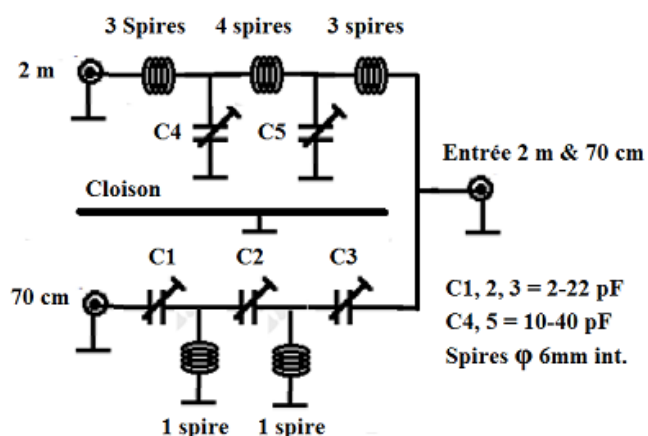 3 Spires 4 spires 3 spires
2 m
C4 C5
Entrée 2 m & 70 cm
Cloison
C1 C2 C3
70 cm
C1, 2, 3 = 2-22 pF
C4, 5 = 10-40 pF
Spires φ 6mm int.
1 spire 1 spire